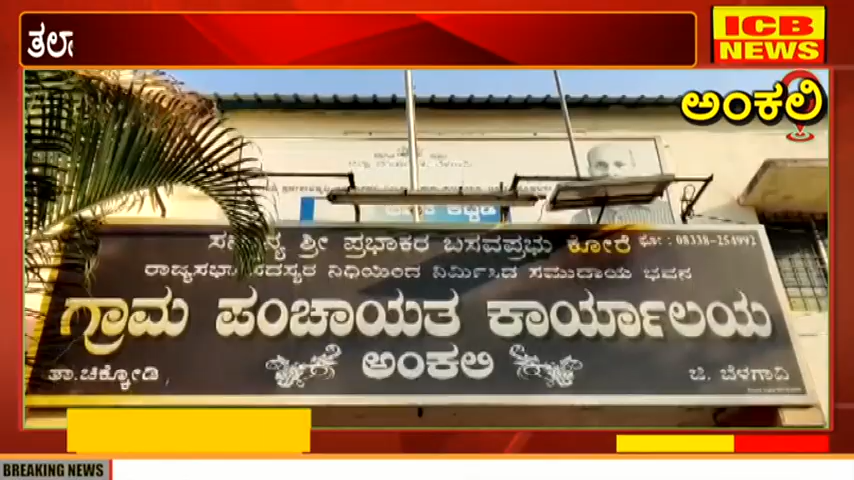 ತಲಾ
ICB
NEWS
ಅಂಕಲಿ
ಸನ್ಮಾನ್ಯ ಶ್ರೀ ಪ್ರಭಾಕರ ಬಸವಪ್ರಭು ಕೋರೆ ಫೋ: 08338-254992
ರಾಜ್ಯಸಭಾ ಸದಸ್ಯರ ನಿಧಿಯಿಂದ ನಿರ್ಮಿಸಿದ ಸಮುದಾಯ ಭವನ
ಗ್ರಾಮ ಪಂಚಾಯತ ಕಾರ್ಯಾಲಯ
ತಾ.ಚಿಕ್ಕೋಡಿ ಅಂಕಲಿ ಜಿ. ಬೆಳಗಾವಿ
BREAKING NEWS